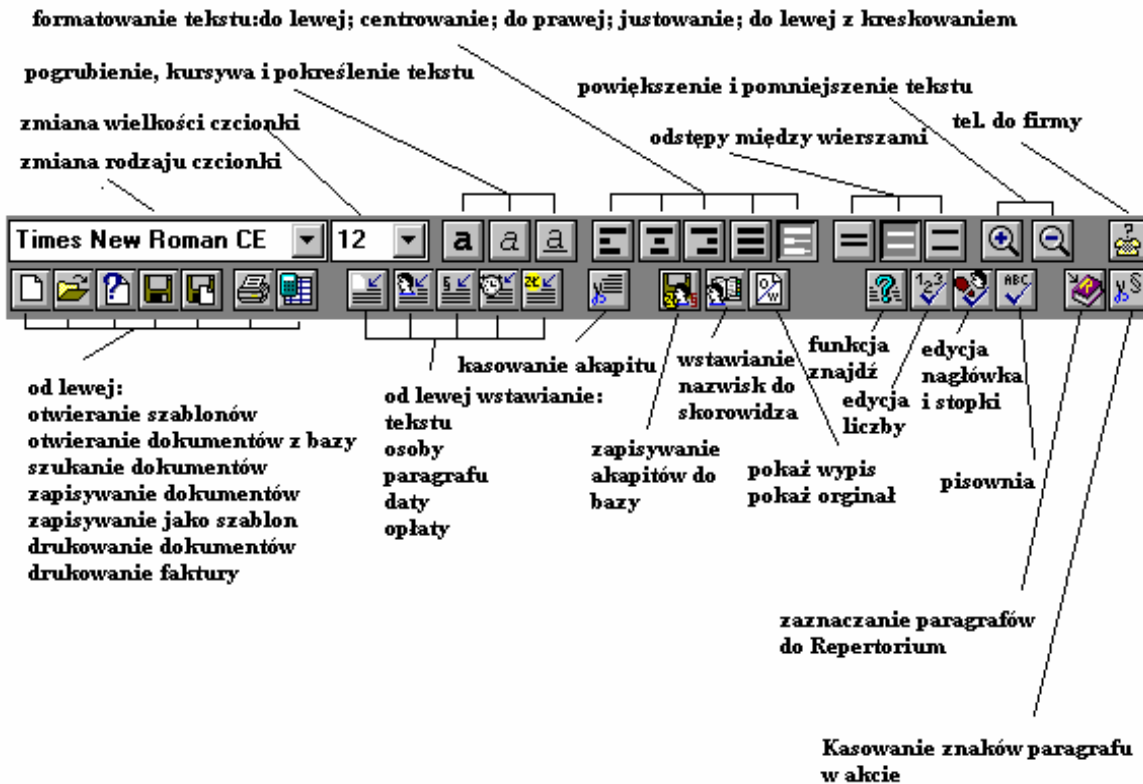 formatowanie tekstu:do lewej; centrowanie; do prawej; justowanie; do lewej z kreskowaniem
pogrubienie, kursywa i pokreślenie tekstu
powiększenie i pomniejszenie tekstu
zmiana wielkości czcionki
tel. do firmy
odstępy między wierszami
zmiana rodzaju czcionki
Times New Roman CE
12
a a a
?
? § zł § O/W ? 123 ABC ? §
od lewej:
otwieranie szablonów
otwieranie dokumentów z bazy
szukanie dokumentów
zapisywanie dokumentów
zapisywanie jako szablon
drukowanie dokumentów
drukowanie faktury
od lewej wstawianie:
tekstu
osoby
paragrafu
daty
opłaty
kasowanie akapitu
zapisywanie
akapitów do
bazy
wstawianie
nazwisk do
skorowidza
pokaż wypis
pokaż orginał
funkcja
znajdź
edycja
liczby
edycja
nagłówka
i stopki
pisownia
zaznaczanie paragrafów
do Repertorium
Kasowanie znaków paragrafu
w akcie